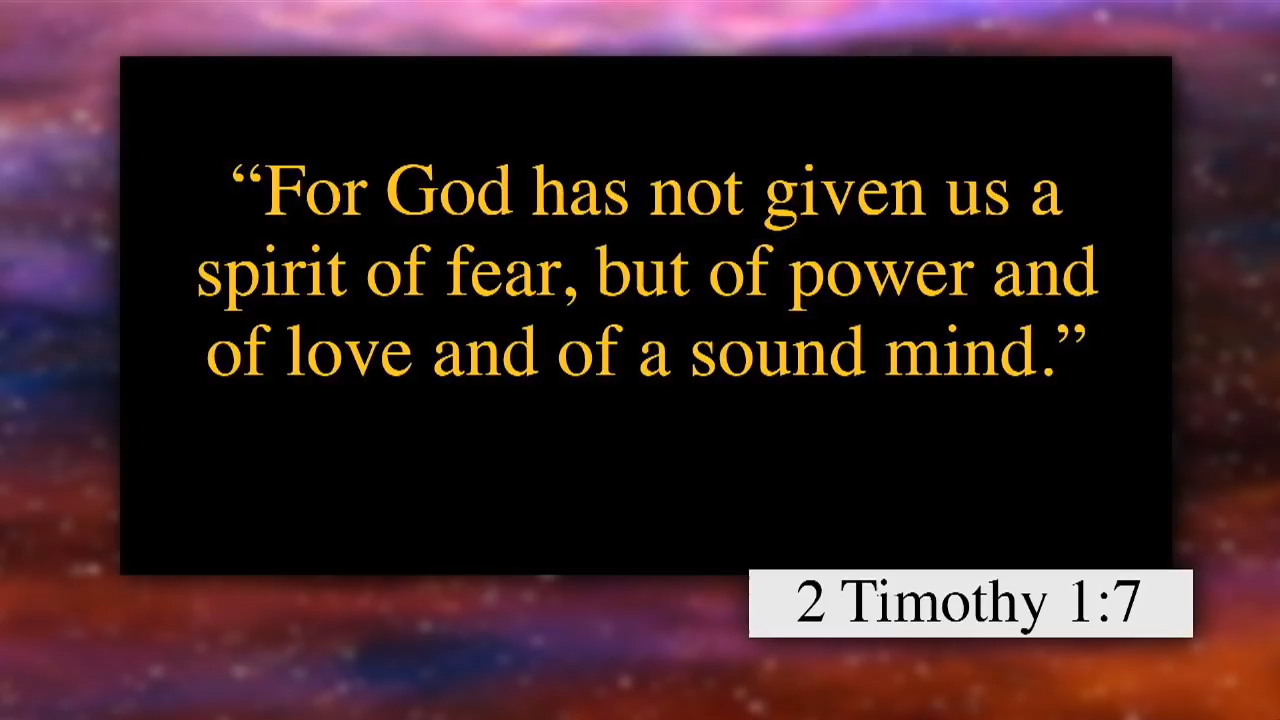 “For God has not given us a
spirit of fear, but of power and
of love and of a sound mind.”
2 Timothy 1:7